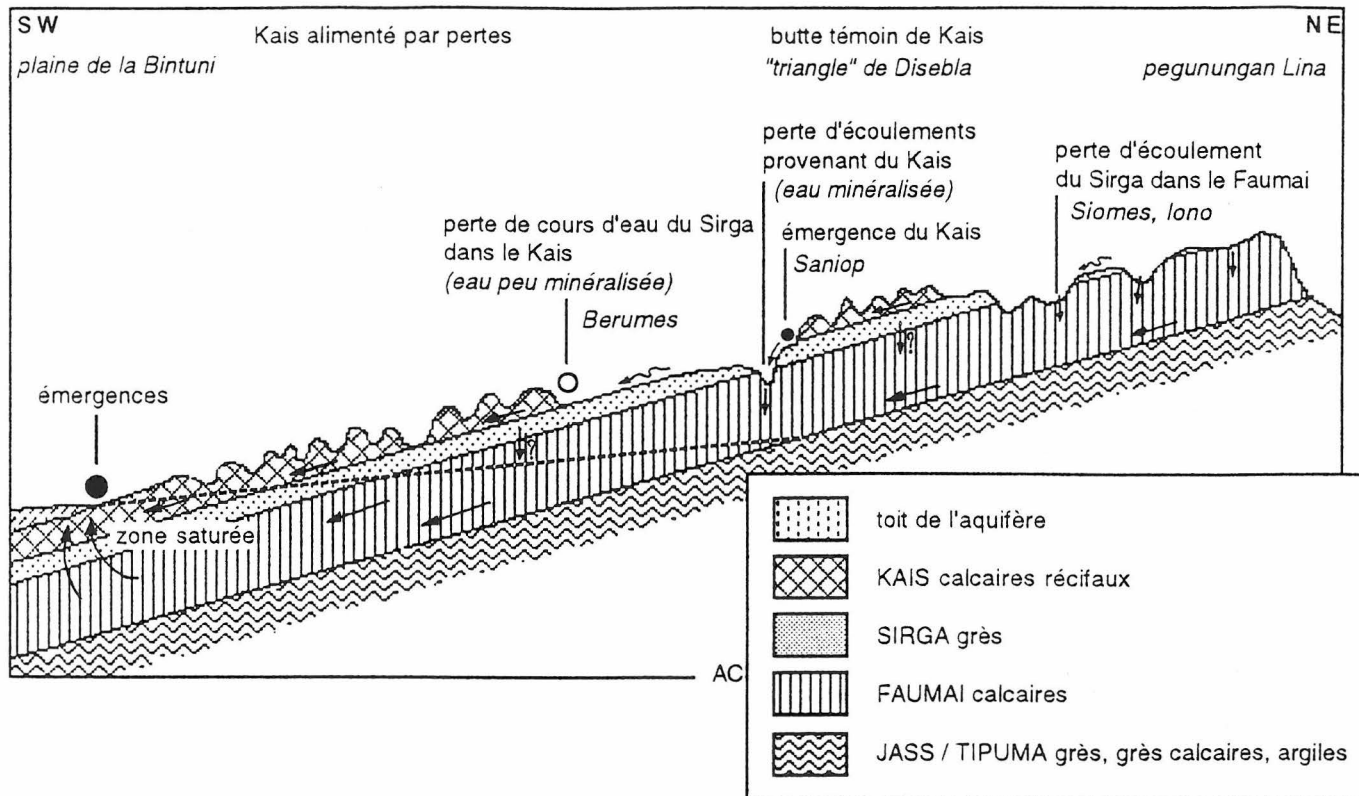 SW
NE
Kais alimenté par pertes
butte témoin de Kais
plaine de la Bintuni
"triangle" de Disebla
pegunungan Lina
perte d'écoulements
provenant du Kais
(eau minéralisée)
perte d'écoulement
du Sirga dans le Faumai
Siomes, Iono
perte de cours d'eau du Sirga
dans le Kais
(eau peu minéralisée)
Berumes
émergence du Kais
Saniop
?
émergences
?
zone saturée
toit de l'aquifère
KAIS calcaires récifaux
SIRGA grès
AC
FAUMAI calcaires
JASS / TIPUMA grès, grès calcaires, argiles